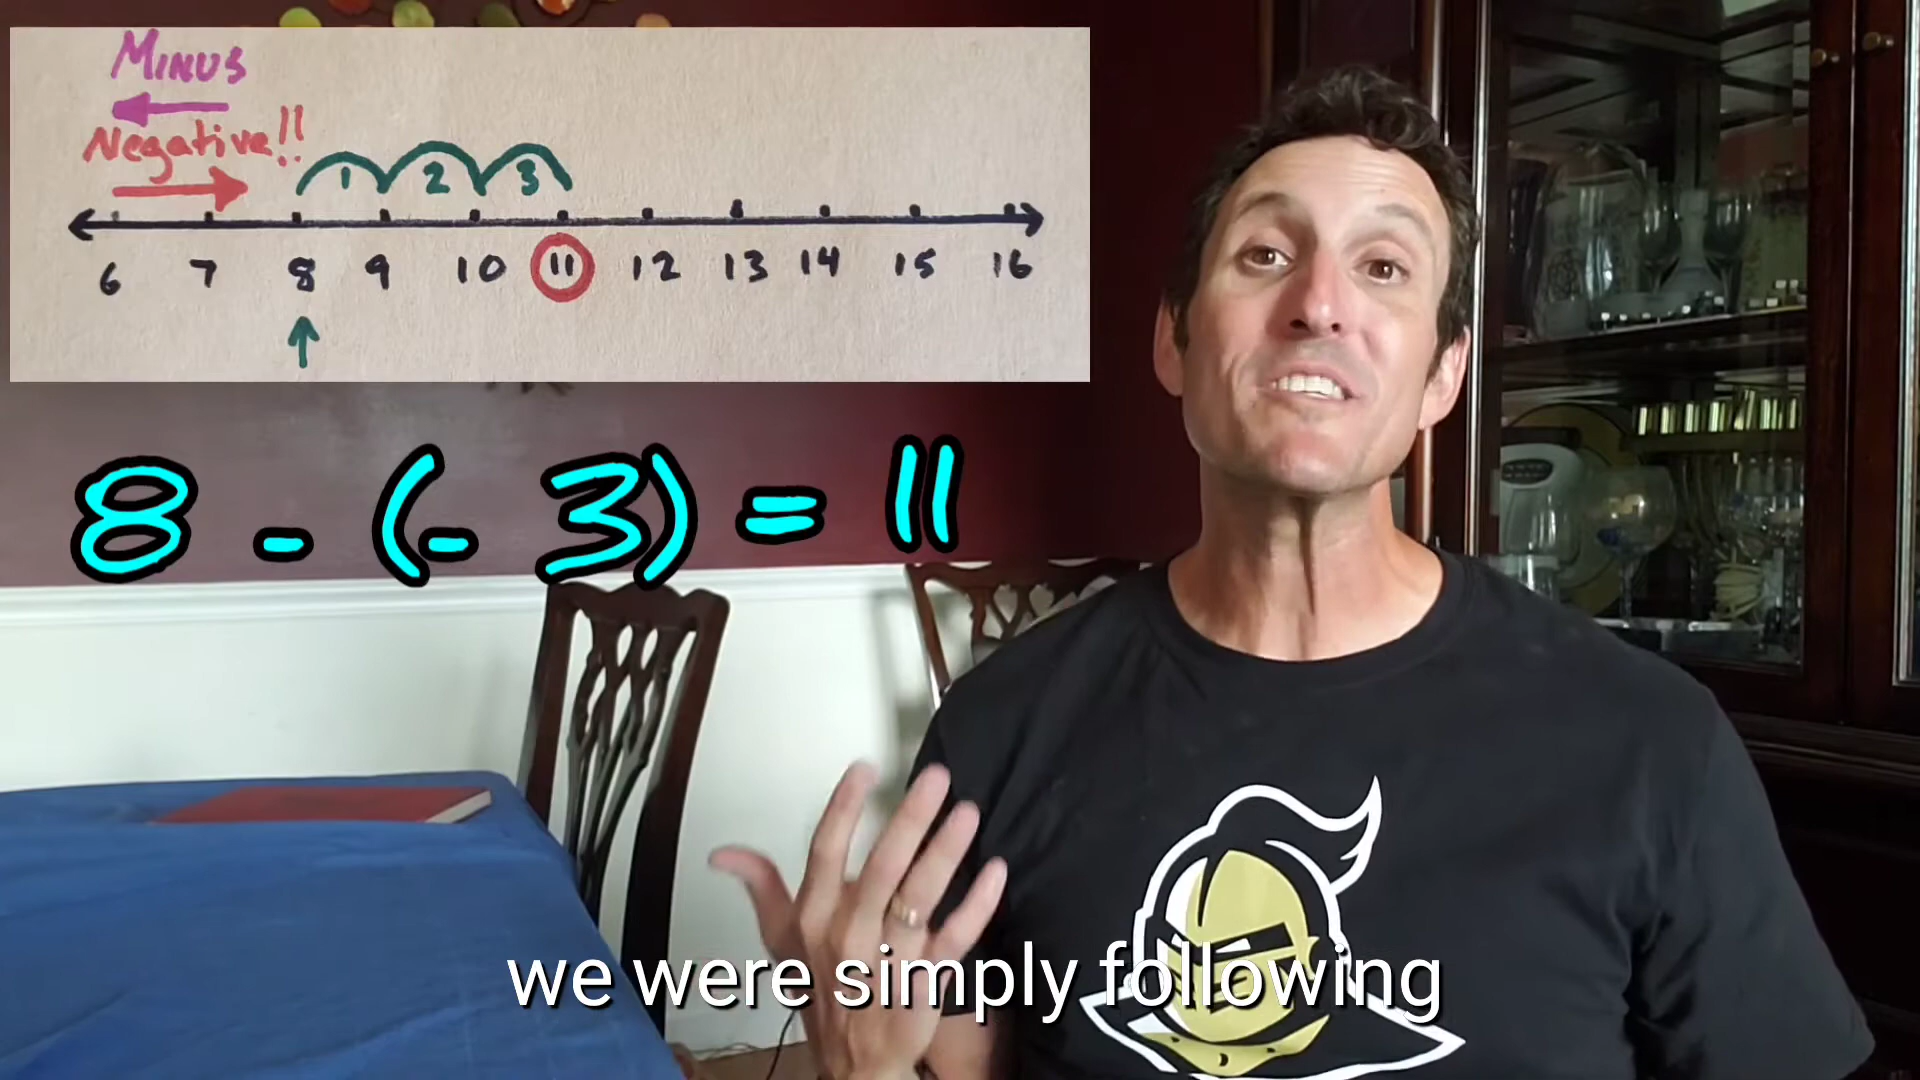 MINUS
Negative!!
1 2 3
6 7 8 9 10 11 12 13 14 15 16
8 - (- 3) = 11
we were simply following